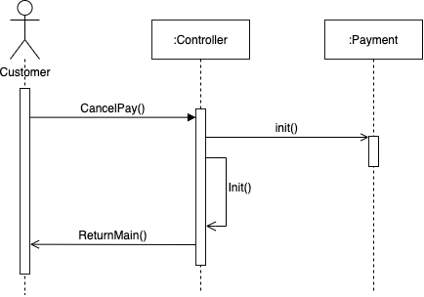 :Controller
:Payment
Customer
CancelPay()
init()
Init()
ReturnMain()